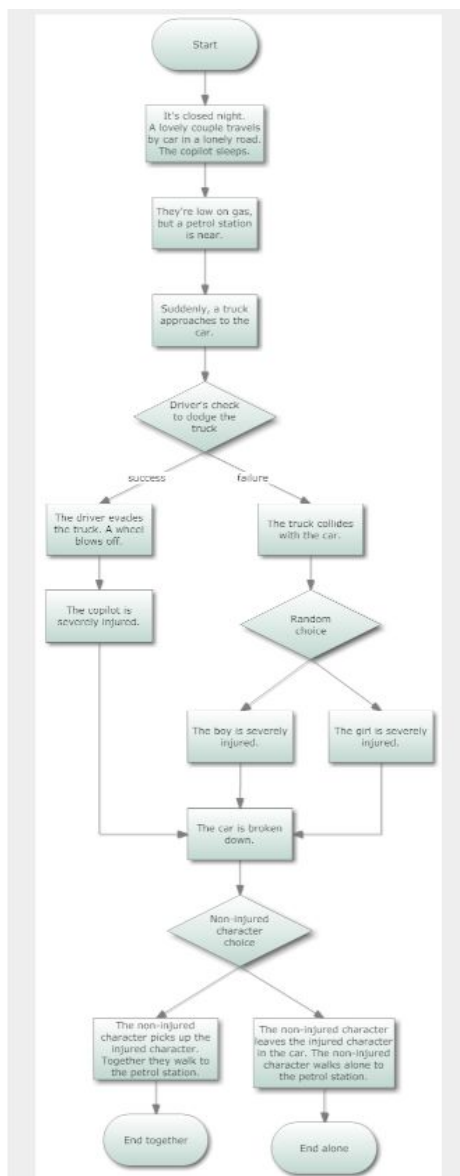 Start
It's closed night.
A lovely couple travels
by car in a lonely road.
The copilot sleeps.
They're low on gas,
but a petrol station
is near.
Suddenly, a truck
approaches to the
car.
Driver's check
to dodge the
truck
success
failure
The driver evades
the truck. A wheel
blows off.
The truck collides
with the car.
The copilot is
severely injured.
Random
choice
The boy is severely
injured.
The girl is severely
injured.
The car is broken
down.
Non-injured
character
choice
The non-injured
character picks up the
injured character.
Together they walk to
the petrol station.
The non-injured character
leaves the injured character
in the car. The non-injured
character walks alone to
the petrol station.
End together
End alone